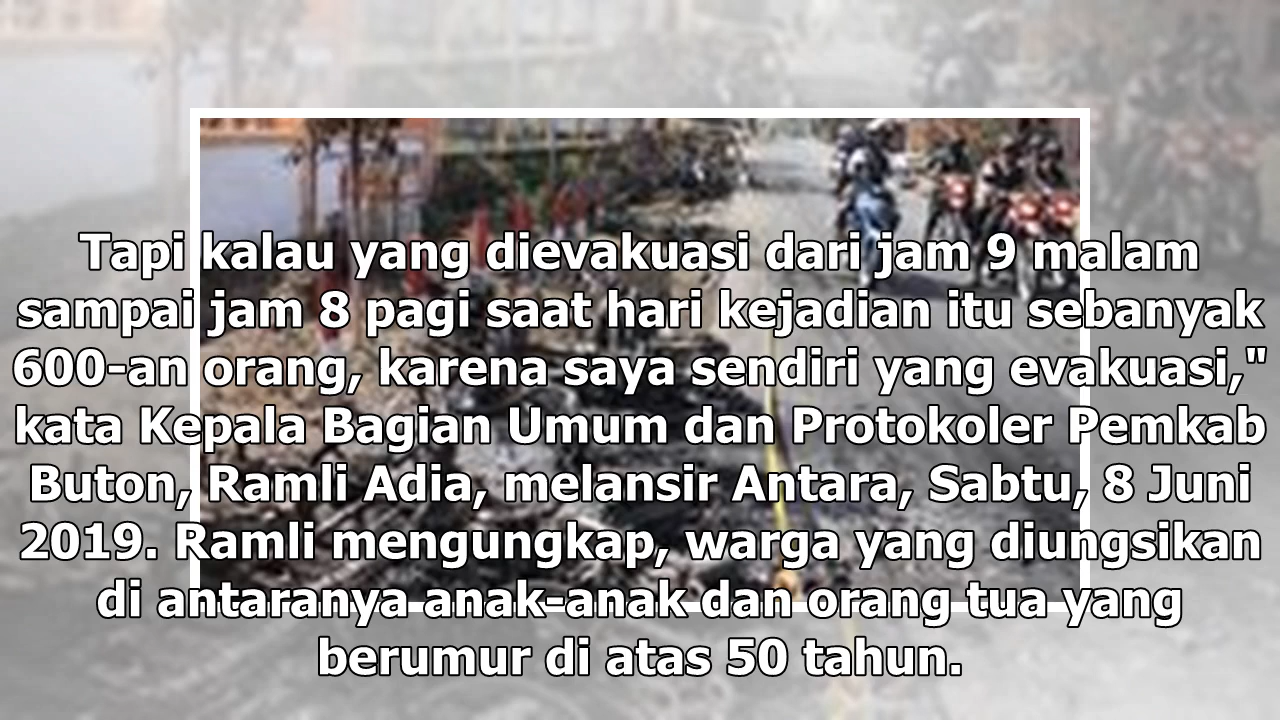 Tapi kalau yang dievakuasi dari jam 9 malam
sampai jam 8 pagi saat hari kejadian itu sebanyak
600-an orang, karena saya sendiri yang evakuasi,"
kata Kepala Bagian Umum dan Protokoler Pemkab
Buton, Ramli Adia, melansir Antara, Sabtu, 8 Juni
2019. Ramli mengungkap, warga yang diungsikan
di antaranya anak-anak dan orang tua yang
berumur di atas 50 tahun.